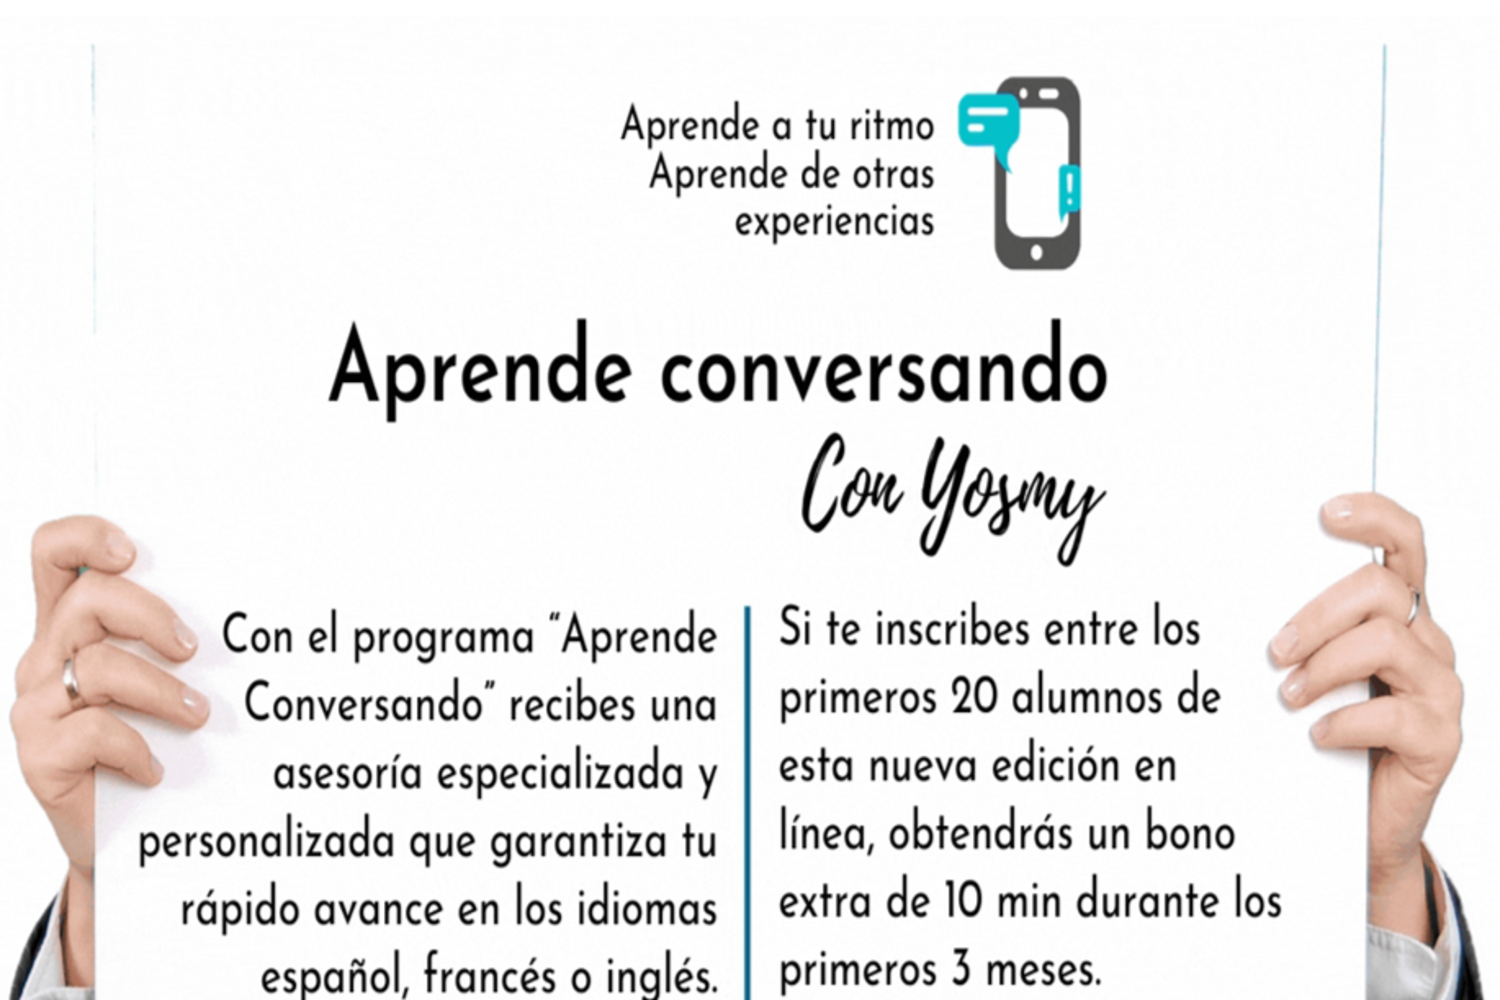 Aprende a tu ritmo
Aprende de otras
experiencias
Aprende conversando
Con Yosmy
Con el programa “Aprende
Conversando” recibes una
asesoría especializada y
personalizada que garantiza tu
rápido avance en los idiomas
español, francés o inglés.
Si te inscribes entre los
primeros 20 alumnos de
esta nueva edición en
línea, obtendrás un bono
extra de 10 min durante los
primeros 3 meses.